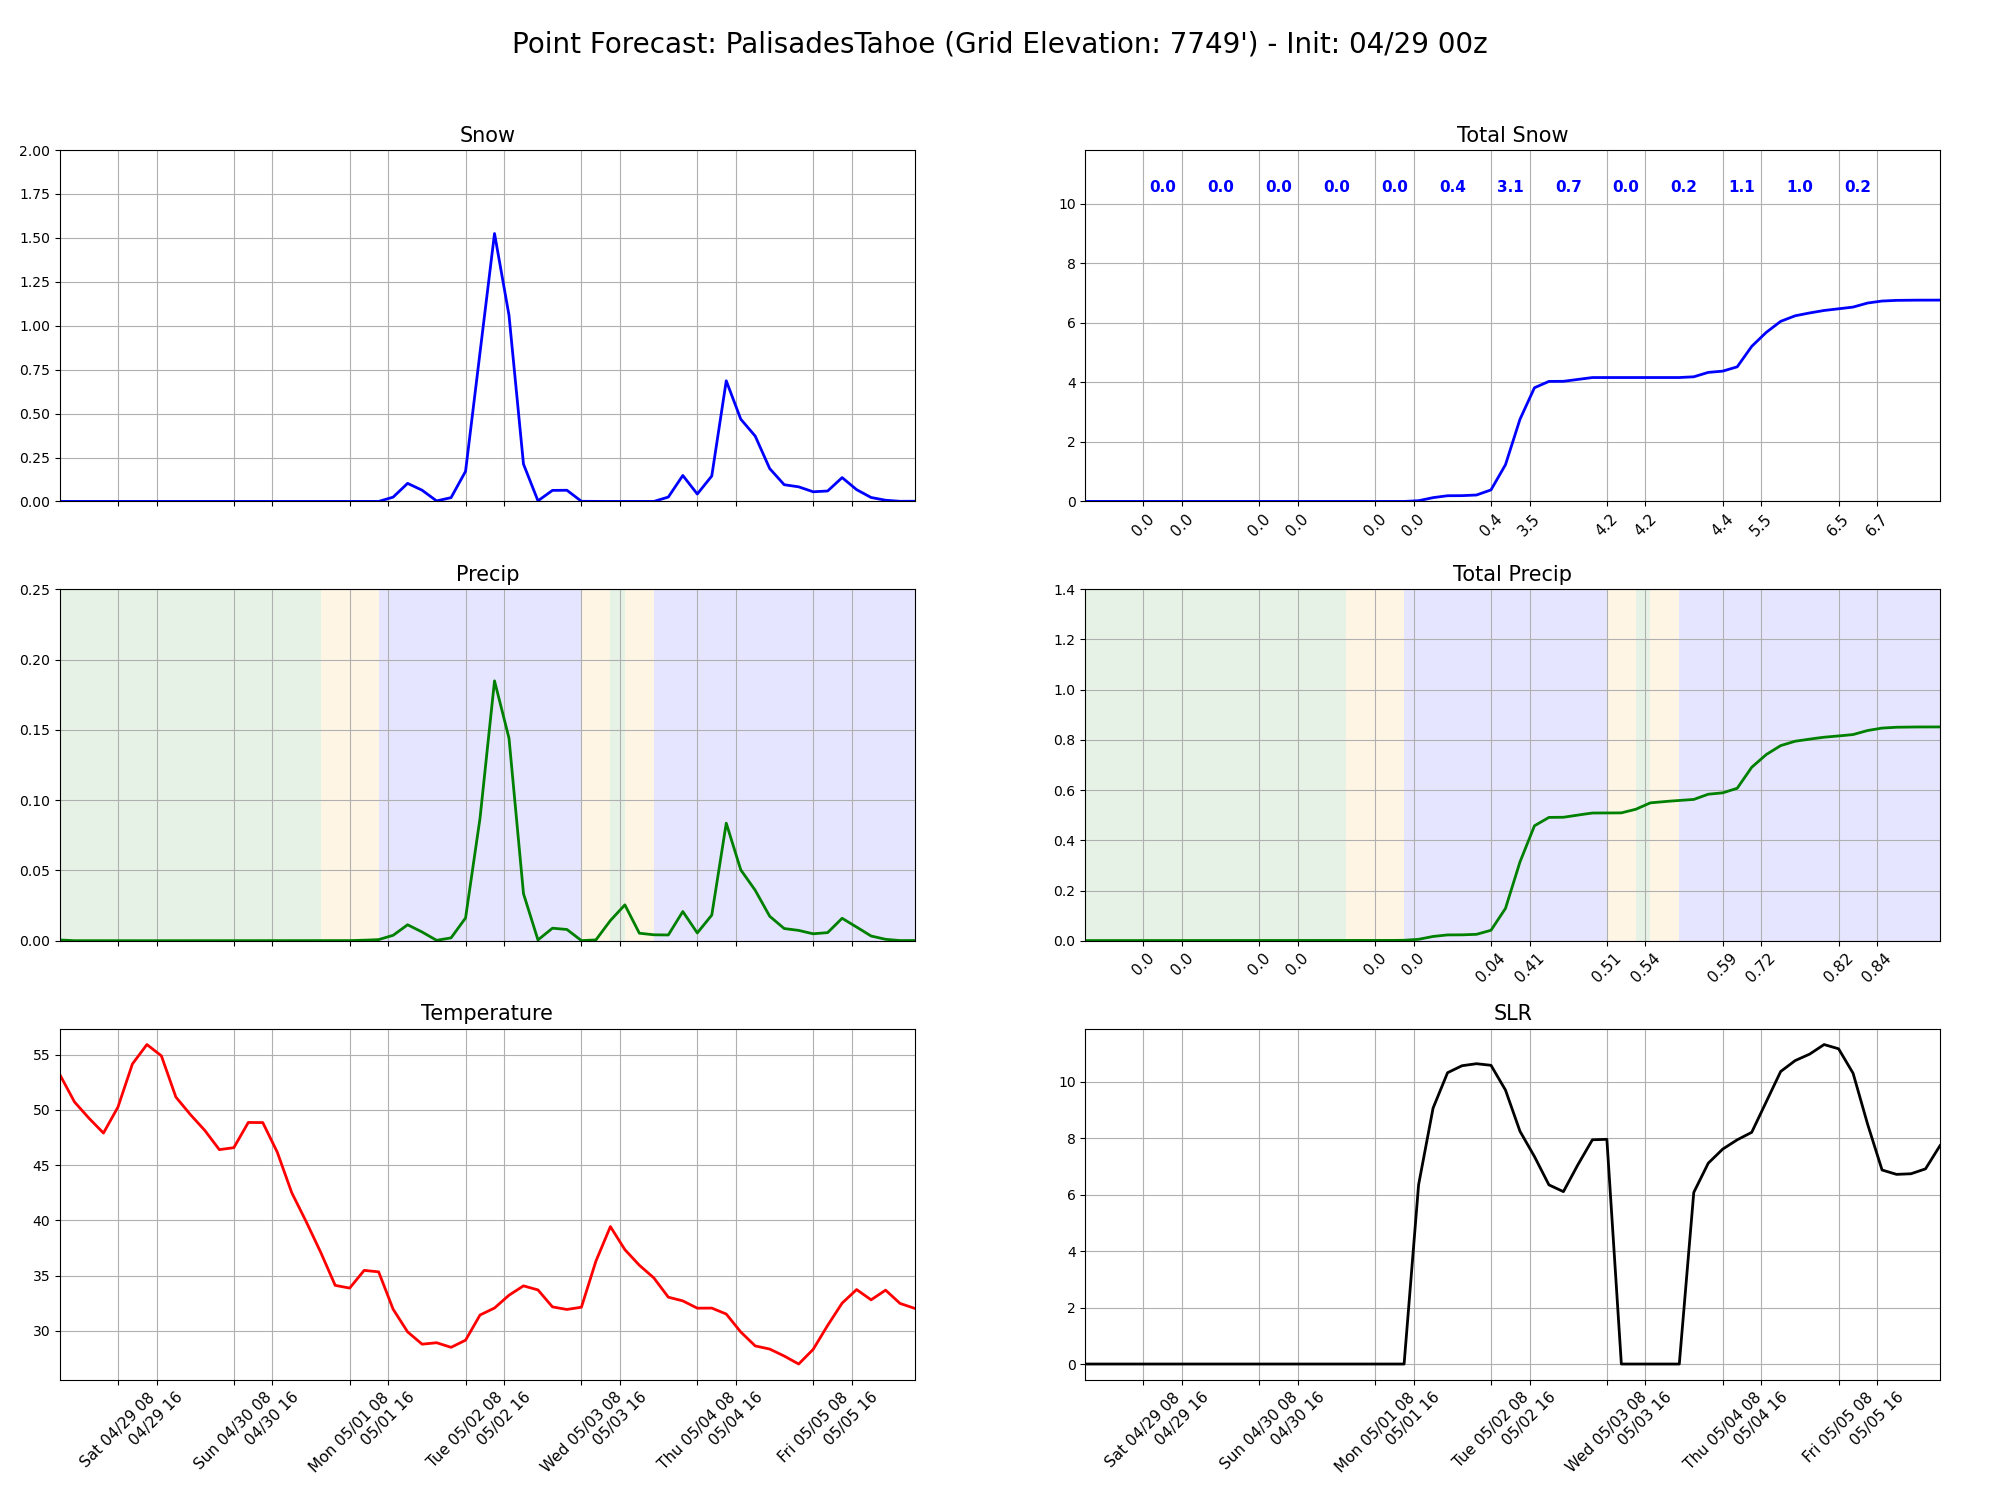 Point Forecast: PalisadesTahoe (Grid Elevation: 7749') - Init: 04/29 00z
Snow
2.00
1.75
1.50
1.25
1.00
0.75
0.50
0.25
0.00
Total Snow
0.0 0.0 0.0 0.0 0.0 0.4 3.1 0.7 0.0 0.2 1.1 1.0 0.2
10
8
6
4
2
0
0.0 0.0 0.0 0.0 0.0 0.0 0.4 3.5 4.2 4.2 4.4 5.5 6.5 6.7
Precip
0.25
0.20
0.15
0.10
0.05
0.00
Total Precip
1.4
1.2
1.0
0.8
0.6
0.4
0.2
0.0
0.0 0.0 0.0 0.0 0.0 0.0 0.04 0.41 0.51 0.54 0.59 0.72 0.82 0.84
Temperature
55
50
45
40
35
30
Sat 04/29 08
04/29 16
Sun 04/30 08
04/30 16
Mon 05/01 08
05/01 16
Tue 05/02 08
05/02 16
Wed 05/03 08
05/03 16
Thu 05/04 08
05/04 16
Fri 05/05 08
05/05 16
SLR
10
8
6
4
2
0
Sat 04/29 08
04/29 16
Sun 04/30 08
04/30 16
Mon 05/01 08
05/01 16
Tue 05/02 08
05/02 16
Wed 05/03 08
05/03 16
Thu 05/04 08
05/04 16
Fri 05/05 08
05/05 16